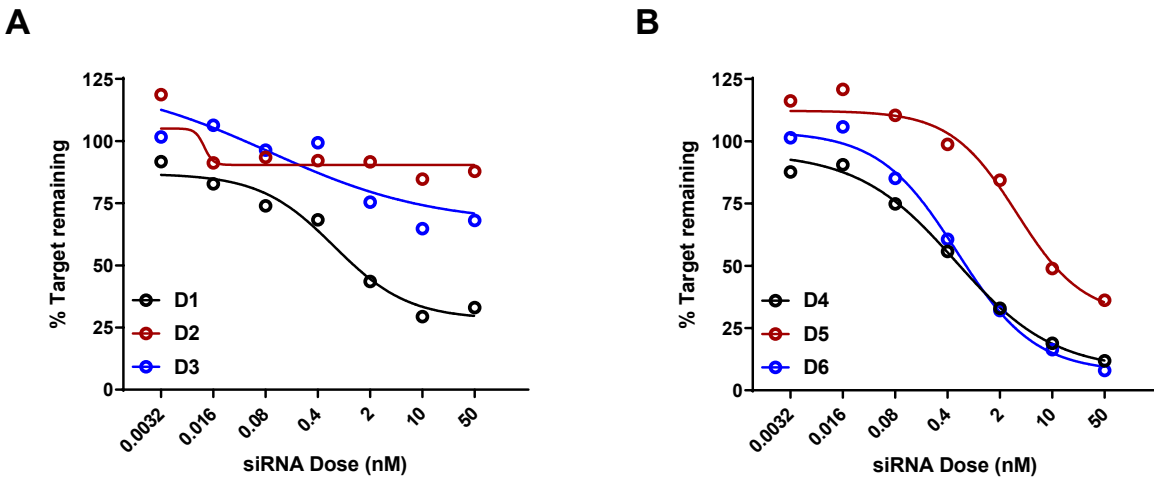 A
% Target remaining
125
100
75
50
25
0
D1
D2
D3
0.0032
0.016
0.08
0.4
2
10
50
siRNA Dose (nM)
B
% Target remaining
125
100
75
50
25
0
D4
D5
D6
0.0032
0.016
0.08
0.4
2
10
50
siRNA Dose (nM)